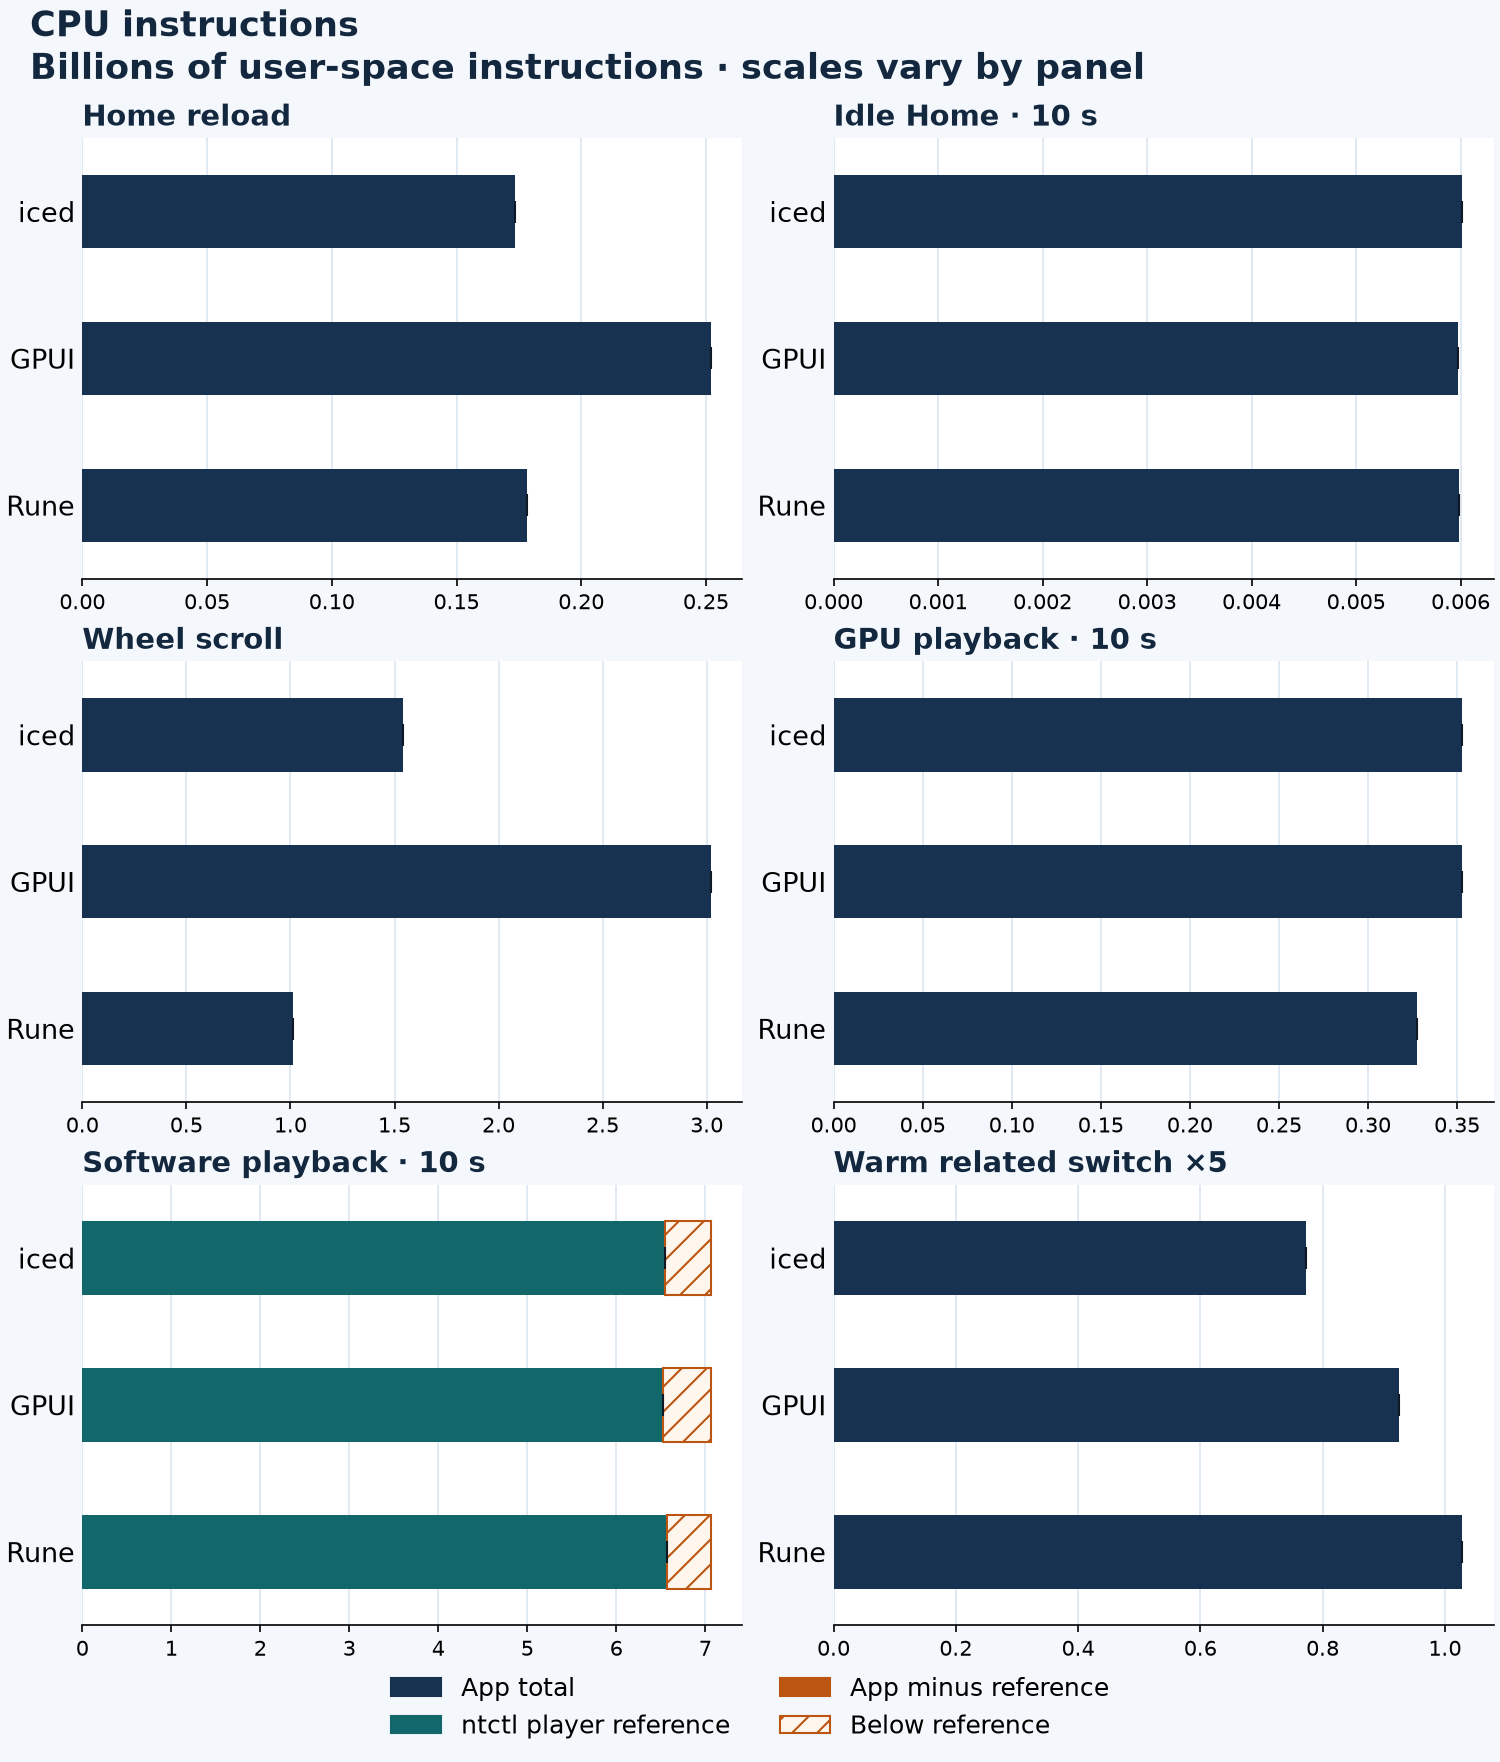 CPU instructions
Billions of user-space instructions · scales vary by panel
Home reload
iced
GPUI
Rune
0.00 0.05 0.10 0.15 0.20 0.25
Idle Home · 10 s
iced
GPUI
Rune
0.000 0.001 0.002 0.003 0.004 0.005 0.006
Wheel scroll
iced
GPUI
Rune
0.0 0.5 1.0 1.5 2.0 2.5 3.0
GPU playback · 10 s
iced
GPUI
Rune
0.00 0.05 0.10 0.15 0.20 0.25 0.30 0.35
Software playback · 10 s
iced
GPUI
Rune
0 1 2 3 4 5 6 7
Warm related switch ×5
iced
GPUI
Rune
0.0 0.2 0.4 0.6 0.8 1.0
App total
ntctl player reference
App minus reference
Below reference